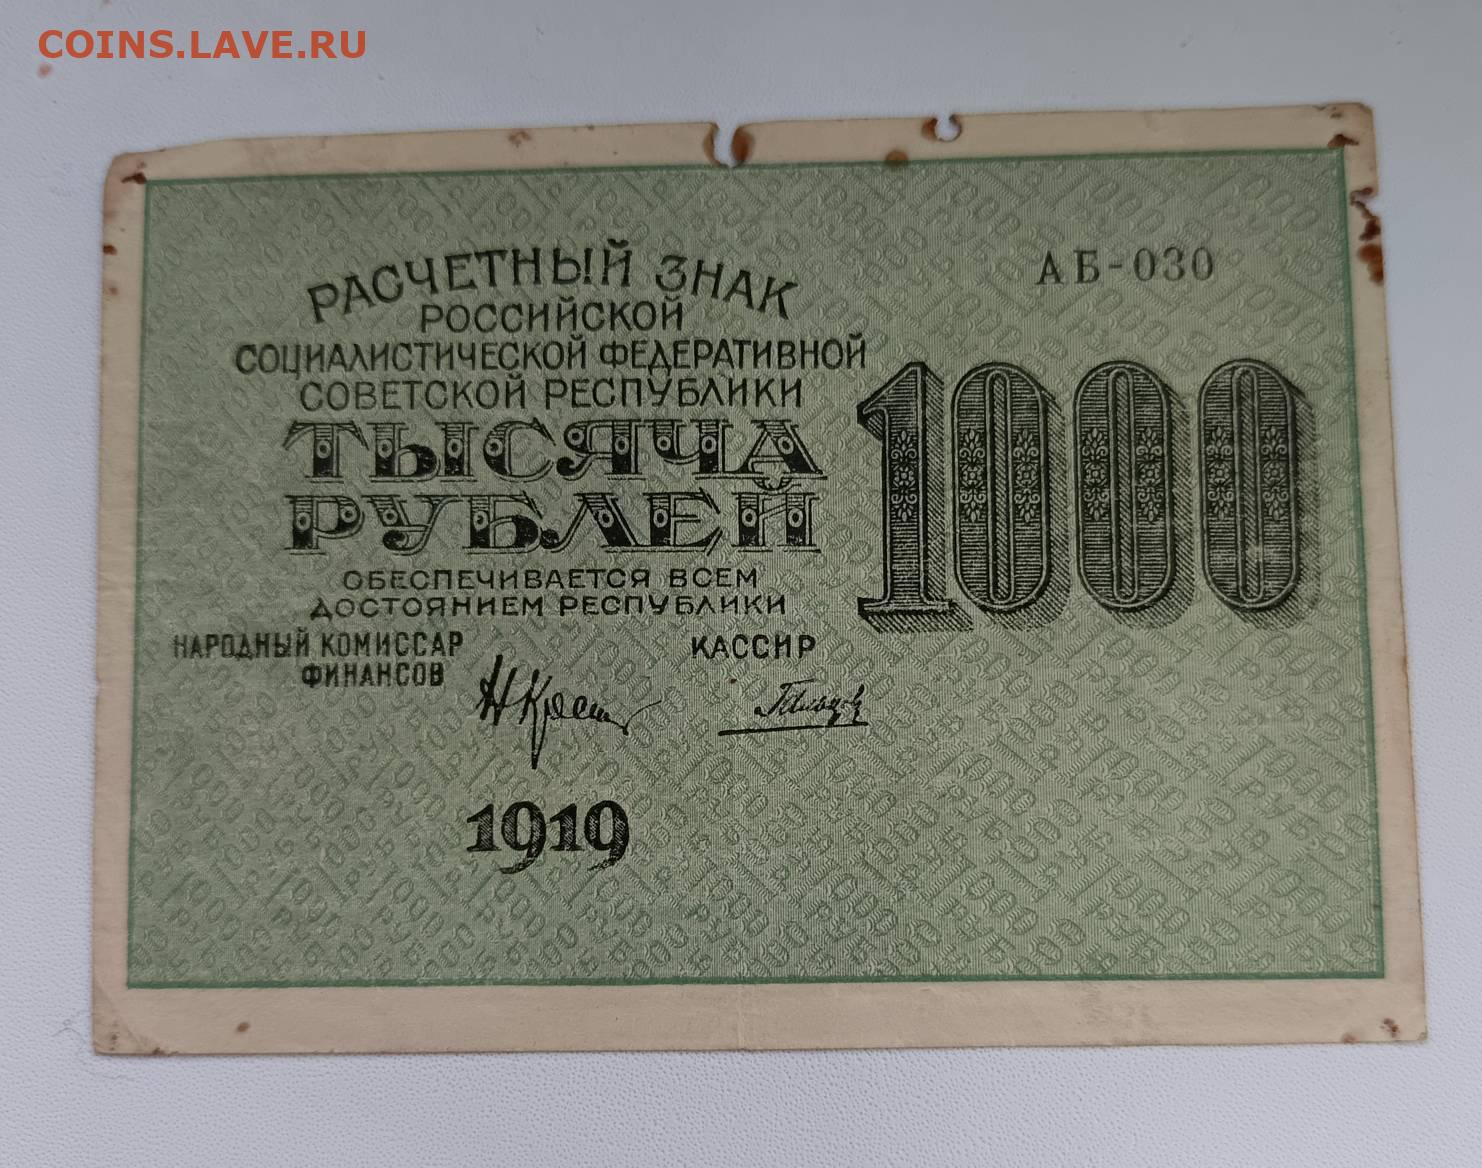 COINS.LAVE.RU
АБ-030
РАСЧЕТНЫЙ ЗНАК
РОССИЙСКОЙ
СОЦИАЛИСТИЧЕСКОЙ ФЕДЕРАТИВНОЙ
СОВЕТСКОЙ РЕСПУБЛИКИ
ТЫСЯЧА
РУБЛЕЙ
1000
ОБЕСПЕЧИВАЕТСЯ ВСЕМ
ДОСТОЯНИЕМ РЕСПУБЛИКИ
НАРОДНЫЙ КОМИССАР
ФИНАНСОВ
КАССИР
1919